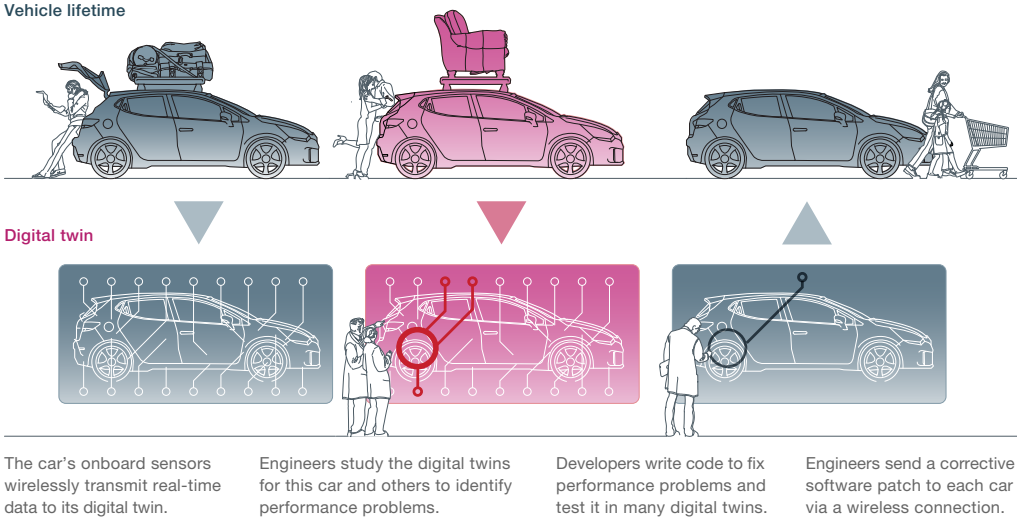 Vehicle lifetime
Digital twin
The car's onboard sensors
wirelessly transmit real-time
data to its digital twin.
Engineers study the digital twins
for this car and others to identify
performance problems.
Developers write code to fix
performance problems and
test it in many digital twins.
Engineers send a corrective
software patch to each car
via a wireless connection.